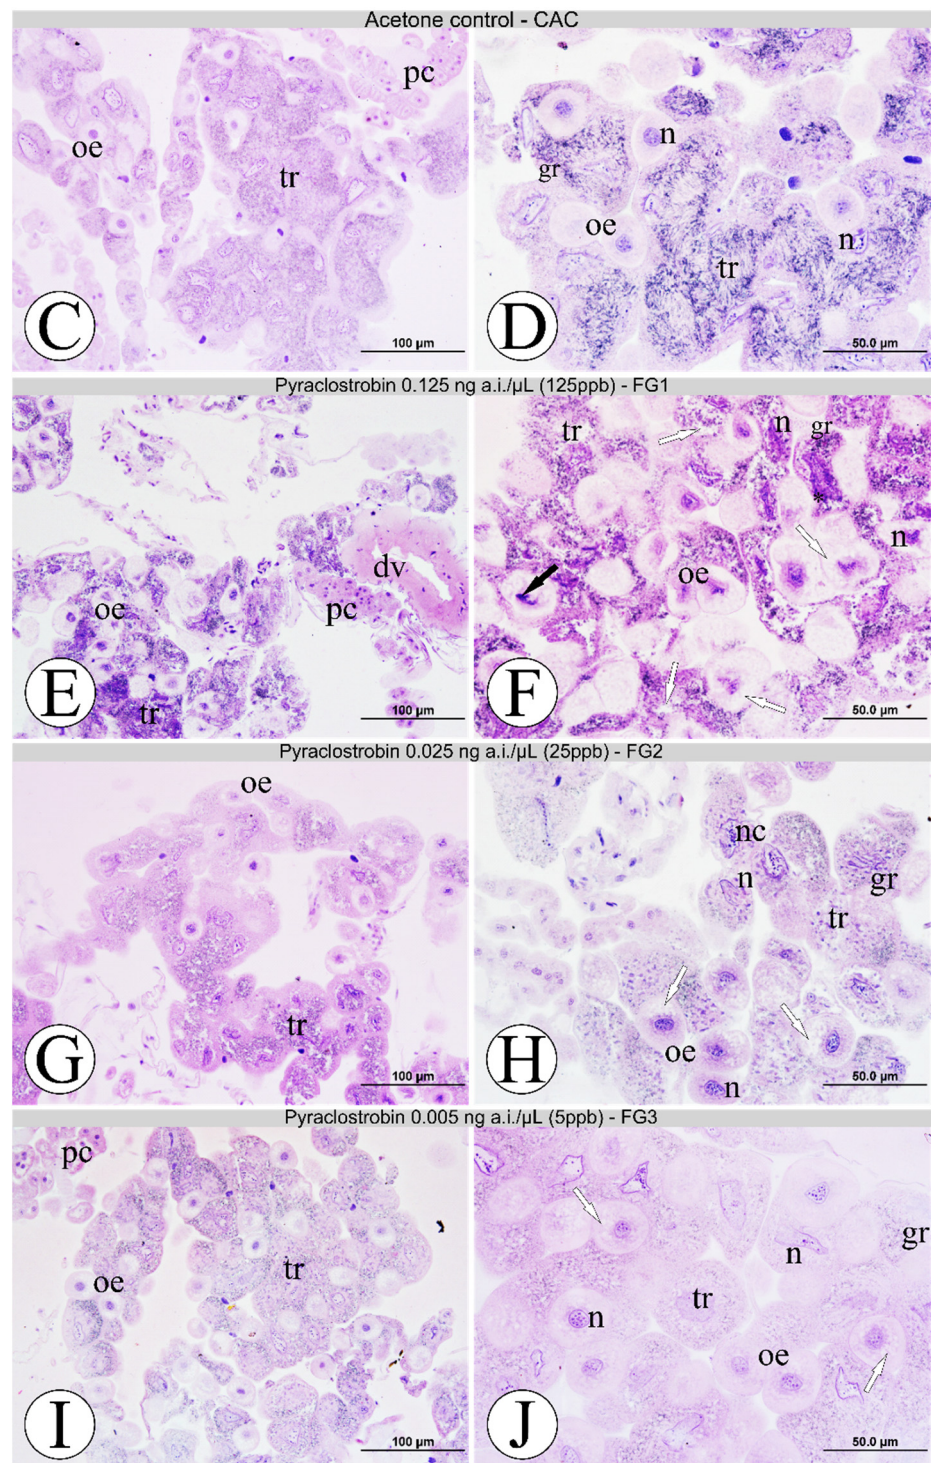 Acetone control - CAC
pc
oe
tr
C
100 µm
n
gr
oe
n
tr
D
50.0 µm
Pyraclostrobin 0.125 ng a.i./µL (125ppb) - FG1
oe
dv
pc
tr
E
100 µm
tr
n
gr
*
n
oe
F
50.0 µm
Pyraclostrobin 0.025 ng a.i./µL (25ppb) - FG2
oe
tr
G
100 µm
nc
n
gr
tr
oe
n
H
50.0 µm
Pyraclostrobin 0.005 ng a.i./µL (5ppb) - FG3
pc
oe
tr
I
100 µm
n
gr
tr
n
oe
J
50.0 µm